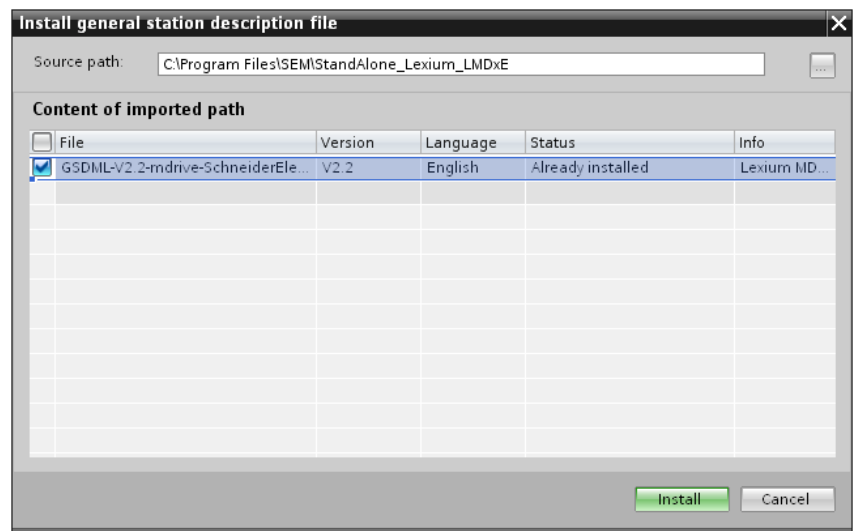 Install general station description file
Source path: C:\Program Files\SEM\StandAlone_Lexium_LMDxE ...
Content of imported path
File Version Language Status Info
GSDML-V2.2-mdrive-SchneiderEle... V2.2 English Already installed Lexium MD...
Install Cancel